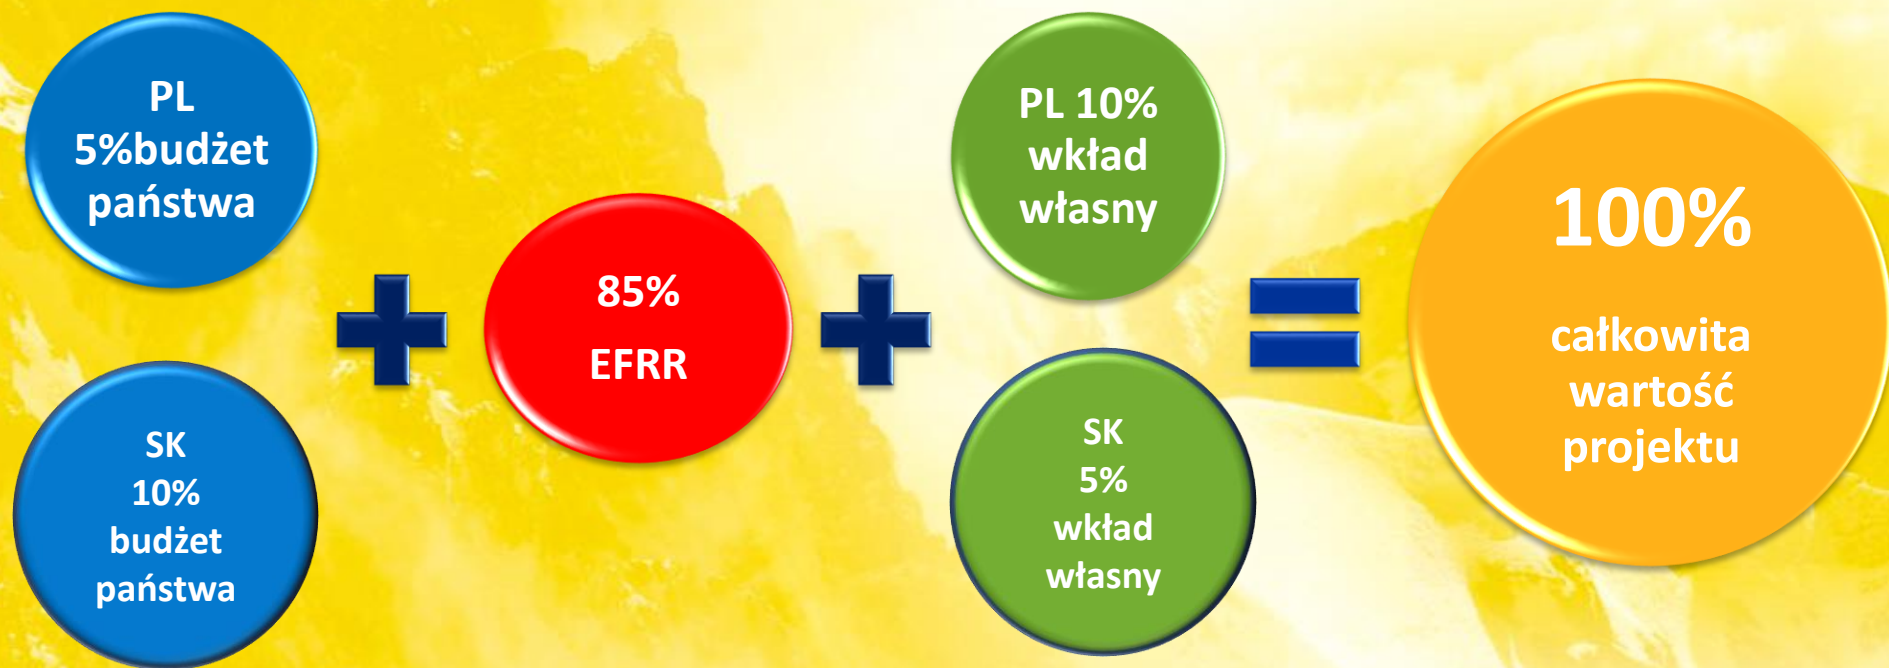 PL
5%budżet
państwa
SK
10%
budżet
państwa
85%
EFRR
PL 10%
wkład
własny
SK
5%
wkład
własny
100%
całkowita
wartość
projektu